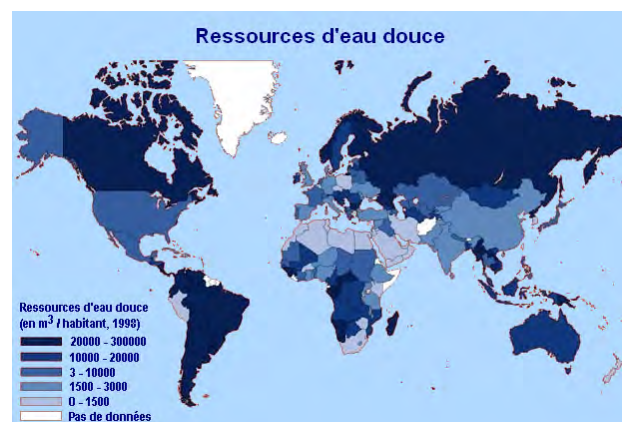 Ressources d'eau douce
Ressources d'eau douce
(en m³ / habitant, 1998)
20000 - 300000
10000 - 20000
3 - 10000
1500 - 3000
0 - 1500
Pas de données